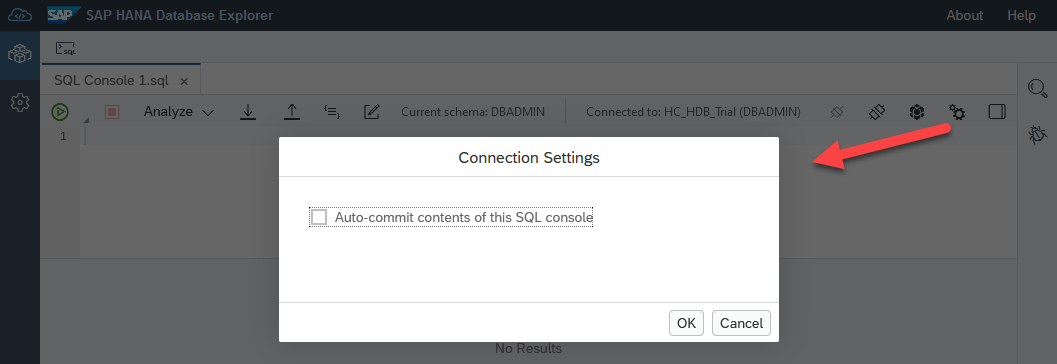 SAP SAP HANA Database Explorer About Help
SQL
SQL Console 1.sql ×
Analyze Current schema: DBADMIN Connected to: HC_HDB_Trial (DBADMIN)
1
Connection Settings
Auto-commit contents of this SQL console
OK Cancel
No Results